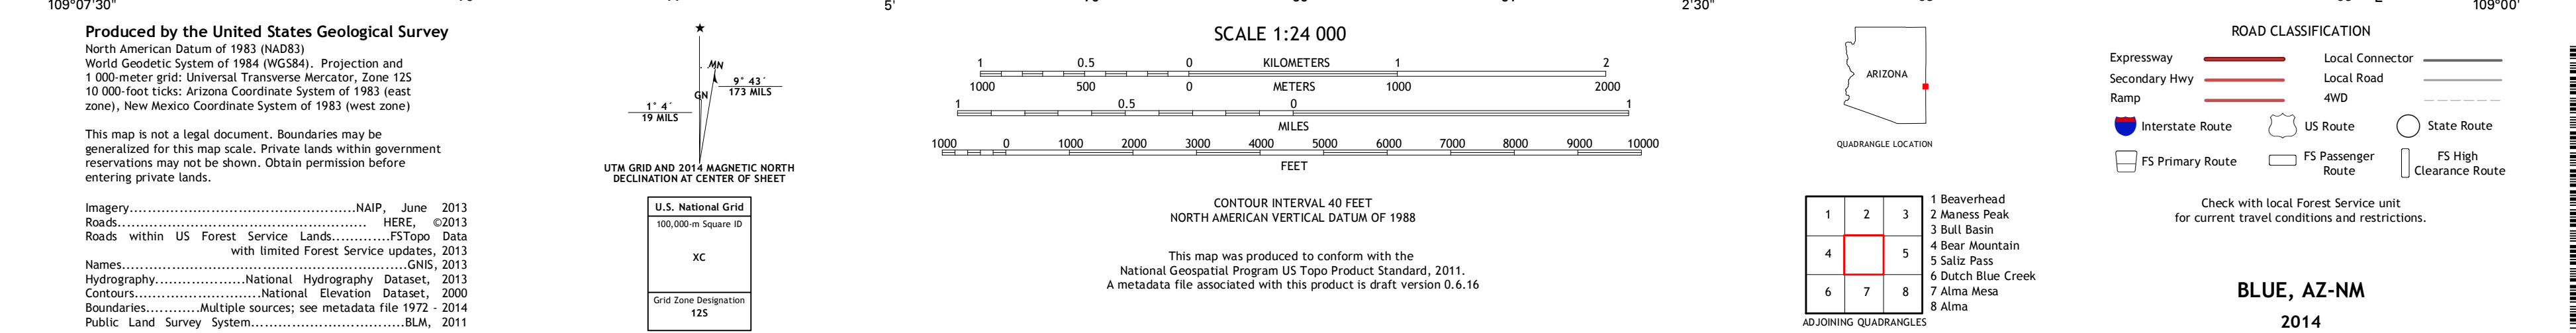 109°07'30"
5'
2'30"
109°00'
Produced by the United States Geological Survey
North American Datum of 1983 (NAD83)
World Geodetic System of 1984 (WGS84). Projection and
1 000-meter grid: Universal Transverse Mercator, Zone 12S
10 000-foot ticks: Arizona Coordinate System of 1983 (east
zone), New Mexico Coordinate System of 1983 (west zone)
This map is not a legal document. Boundaries may be
generalized for this map scale. Private lands within government
reservations may not be shown. Obtain permission before
entering private lands.
Imagery................................................NAIP, June 2013
Roads...................................................... HERE, ©2013
Roads within US Forest Service Lands.............FSTopo Data
with limited Forest Service updates, 2013
Names..............................................................GNIS, 2013
Hydrography....................National Hydrography Dataset, 2013
Contours............................National Elevation Dataset, 2000
Boundaries............Multiple sources; see metadata file 1972 - 2014
Public Land Survey System..................................BLM, 2011
MN
GN
9° 43´
173 MILS
1° 4´
19 MILS
UTM GRID AND 2014 MAGNETIC NORTH
DECLINATION AT CENTER OF SHEET
U.S. National Grid
100,000-m Square ID
XC
Grid Zone Designation
12S
SCALE 1:24 000
1 0.5 0 KILOMETERS 1 2
1000 500 0 METERS 1000 2000
1 0.5 0 1
MILES
1000 0 1000 2000 3000 4000 5000 6000 7000 8000 9000 10000
FEET
CONTOUR INTERVAL 40 FEET
NORTH AMERICAN VERTICAL DATUM OF 1988
This map was produced to conform with the
National Geospatial Program US Topo Product Standard, 2011.
A metadata file associated with this product is draft version 0.6.16
ARIZONA
QUADRANGLE LOCATION
1 2 3
4 5
6 7 8
1 Beaverhead
2 Maness Peak
3 Bull Basin
4 Bear Mountain
5 Saliz Pass
6 Dutch Blue Creek
7 Alma Mesa
8 Alma
ADJOINING QUADRANGLES
ROAD CLASSIFICATION
Expressway
Local Connector
Secondary Hwy
Local Road
Ramp
4WD
Interstate Route
US Route
State Route
FS Primary Route
FS Passenger
Route
FS High
Clearance Route
Check with local Forest Service unit
for current travel conditions and restrictions.
BLUE, AZ-NM
2014